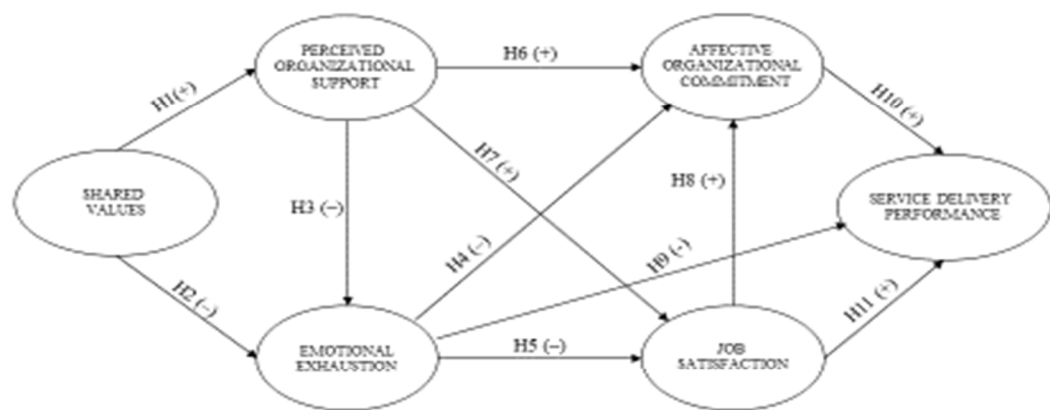 PERCEIVED
ORGANIZATIONAL
SUPPORT
H6 (+)
AFFECTIVE
ORGANIZATIONAL
COMMITMENT
H1(+)
H10 (+)
H7 (+)
H8 (+)
SHARED
VALUES
H3 (–)
SERVICE DELIVERY
PERFORMANCE
H4 (–)
H9 (-)
H2 (–)
H11 (+)
EMOTIONAL
EXHAUSTION
H5 (–)
JOB
SATISFACTION